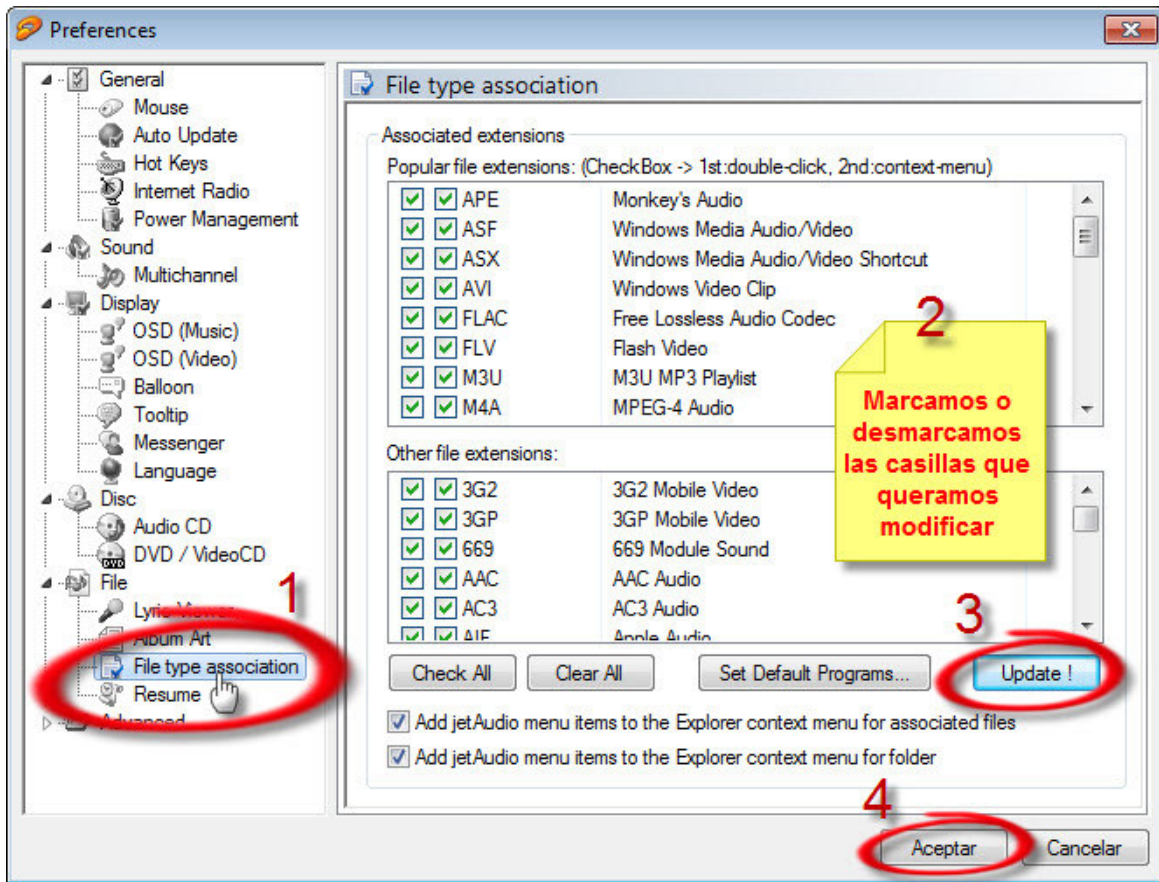 Preferences
General
Mouse
Auto Update
Hot Keys
Internet Radio
Power Management
Sound
Multichannel
Display
OSD (Music)
OSD (Video)
Balloon
Tooltip
Messenger
Language
Disc
Audio CD
DVD / VideoCD
File
1
Lyric Viewer
Album Art
File type association
Resume
Advanced
File type association
Associated extensions
Popular file extensions: (CheckBox -> 1st:double-click, 2nd:context-menu)
APE Monkey's Audio
ASF Windows Media Audio/Video
ASX Windows Media Audio/Video Shortcut
AVI Windows Video Clip
FLAC Free Lossless Audio Codec
FLV Flash Video
M3U M3U MP3 Playlist
M4A MPEG-4 Audio
2
Marcamos o
desmarcamos
las casillas que
queramos
modificar
Other file extensions:
3G2 3G2 Mobile Video
3GP 3GP Mobile Video
669 669 Module Sound
AAC AAC Audio
AC3 AC3 Audio
AIF Apple Audio
3
Check All Clear All Set Default Programs... Update !
Add jetAudio menu items to the Explorer context menu for associated files
Add jetAudio menu items to the Explorer context menu for folder
4
Aceptar Cancelar